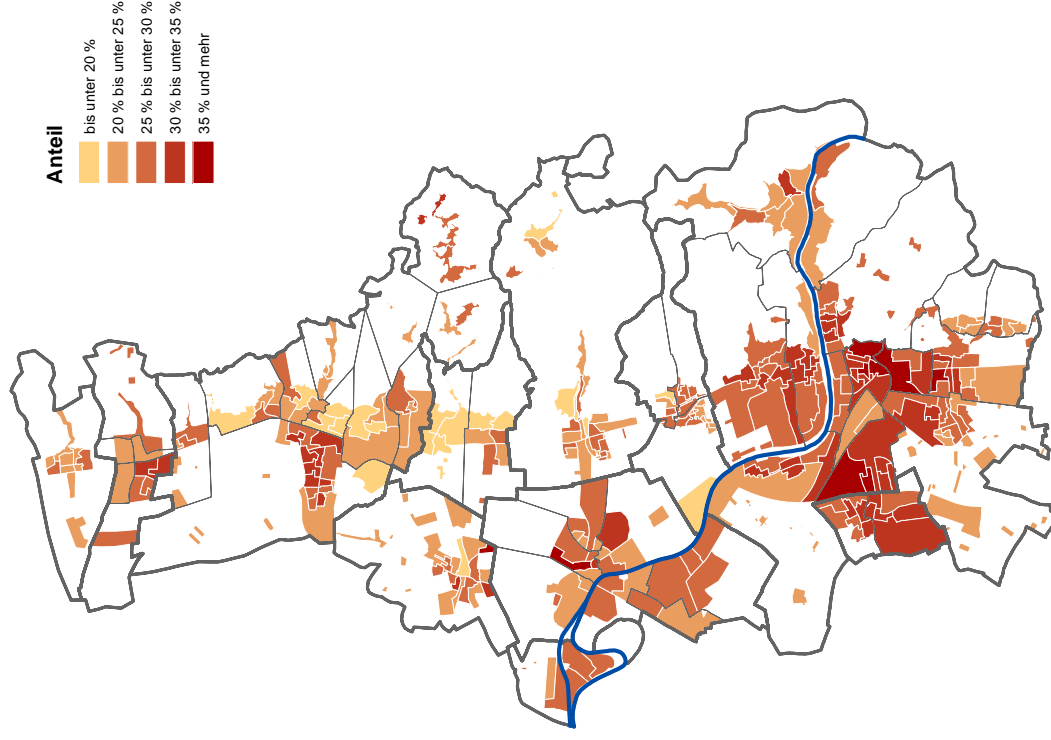 Anteil
bis unter 20 %
20 % bis unter 25 %
25 % bis unter 30 %
30 % bis unter 35 %
35 % und mehr